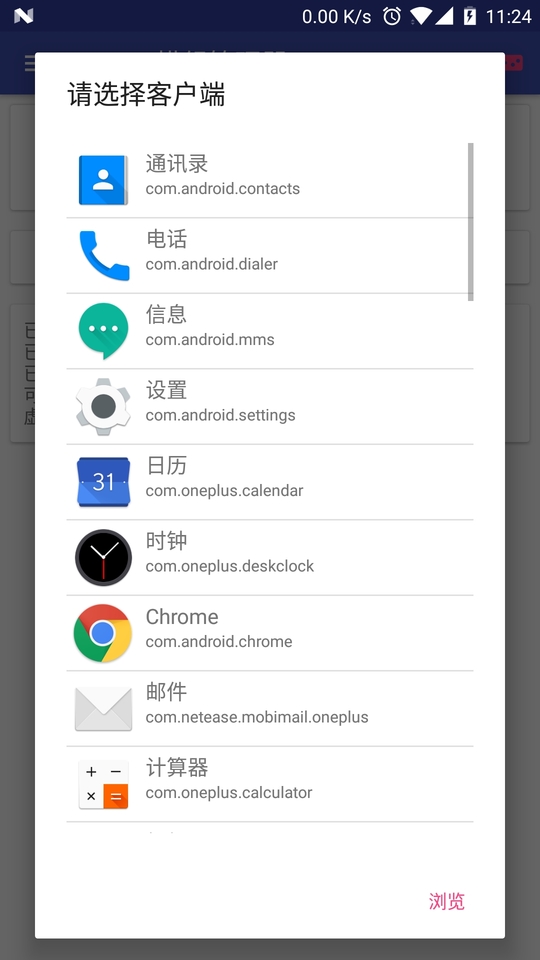 0.00 K/s
11:24
请选择客户端
通讯录
com.android.contacts
电话
com.android.dialer
信息
com.android.mms
设置
com.android.settings
31
日历
com.oneplus.calendar
时钟
com.oneplus.deskclock
Chrome
com.android.chrome
邮件
com.netease.mobimail.oneplus
计算器
com.oneplus.calculator
浏览